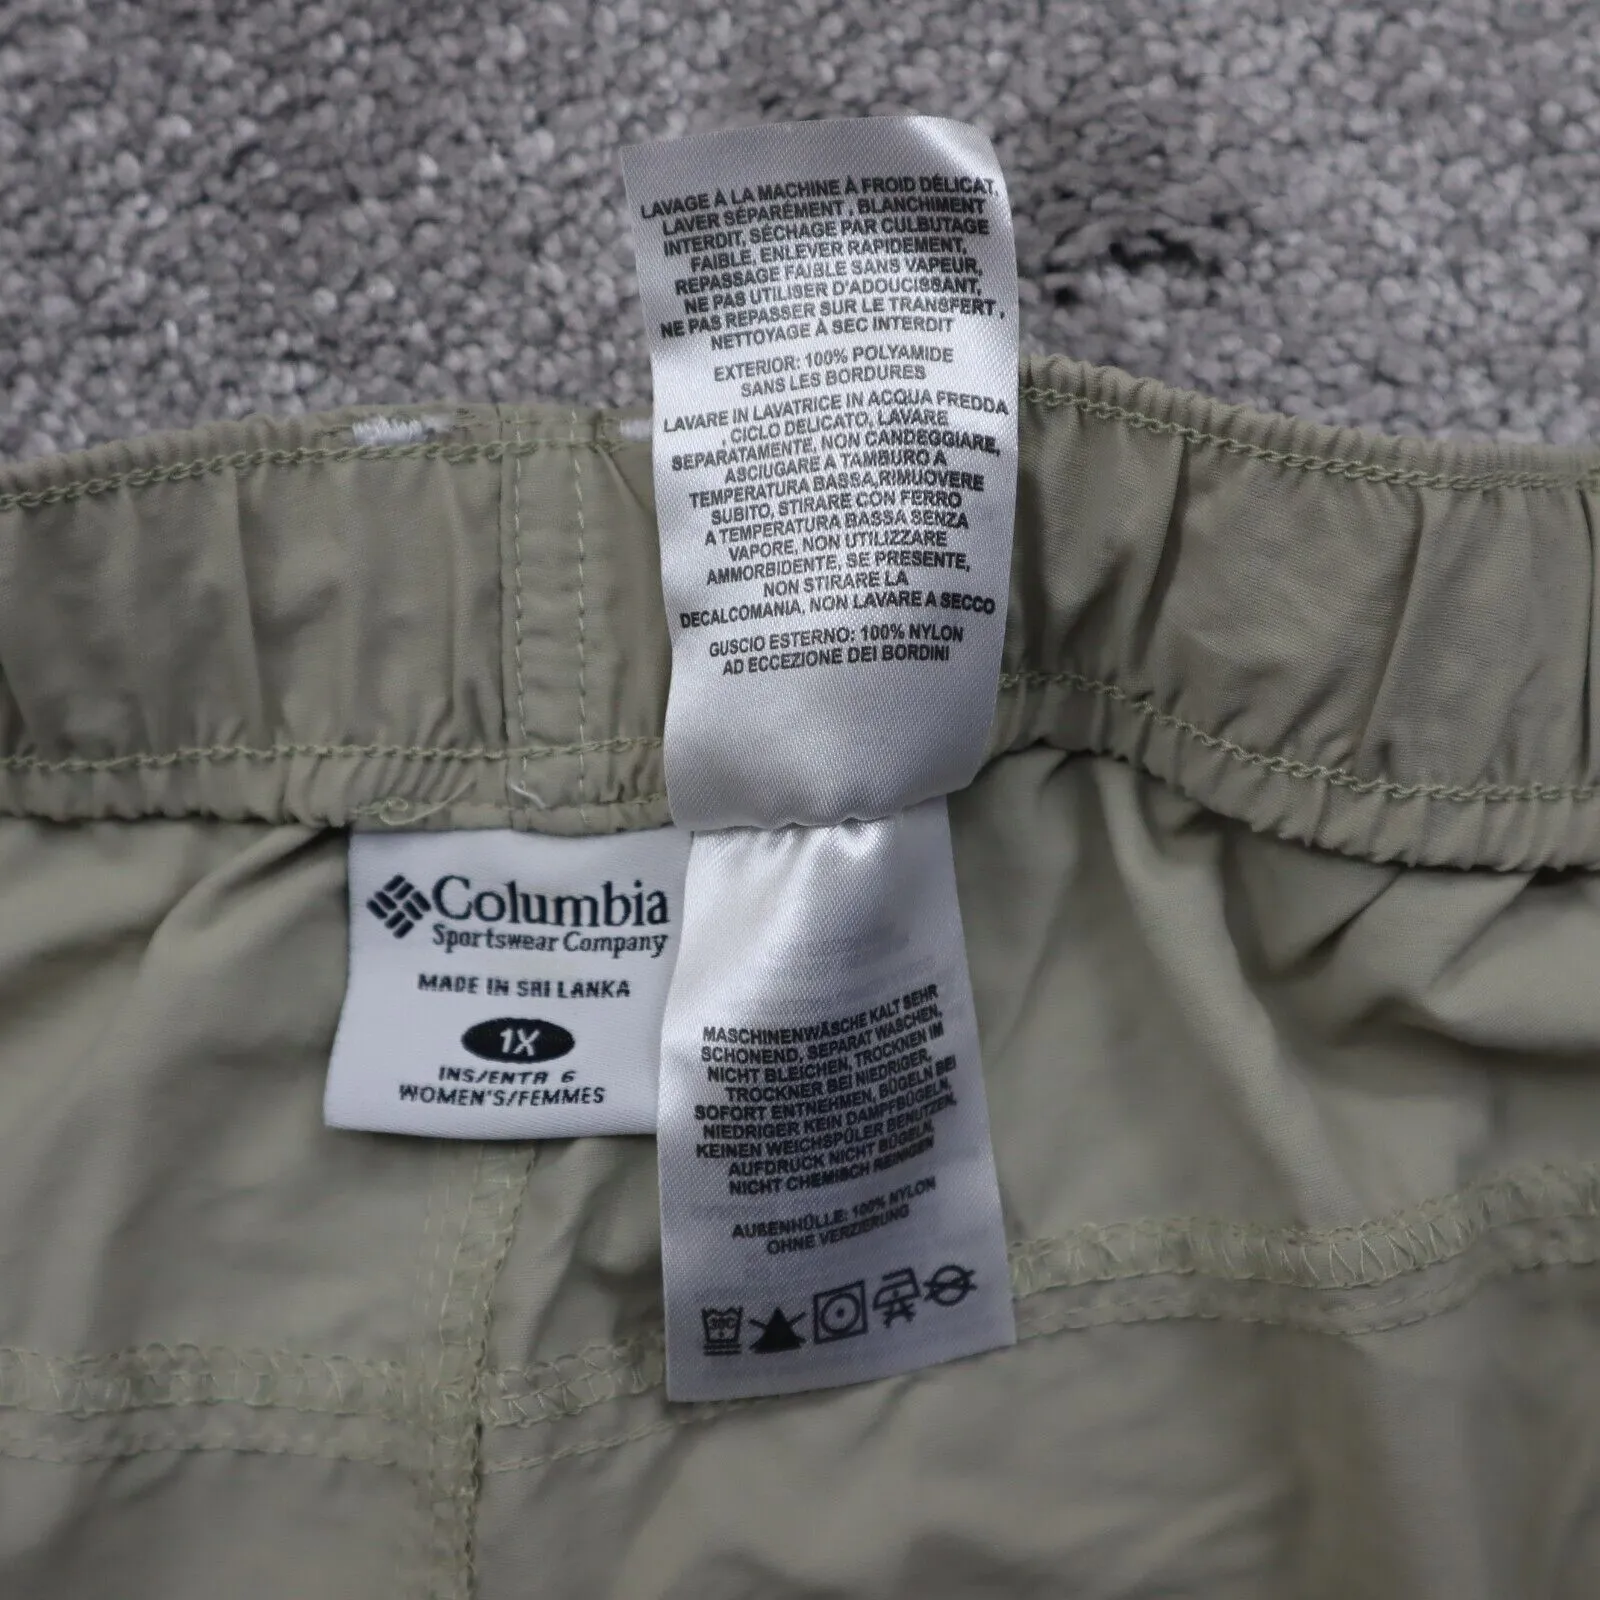 LAVAGE À LA MACHINE À FROID DÉLICAT,
LAVER SÉPARÉMENT , BLANCHIMENT
INTERDIT, SÉCHAGE PAR CULBUTAGE
FAIBLE, ENLEVER RAPIDEMENT,
REPASSAGE FAIBLE SANS VAPEUR,
NE PAS UTILISER D'ADOUCISSANT,
NE PAS REPASSER SUR LE TRANSFERT ,
NETTOYAGE À SEC INTERDIT
EXTERIOR: 100% POLYAMIDE
SANS LES BORDURES
LAVARE IN LAVATRICE IN ACQUA FREDDA
, CICLO DELICATO, LAVARE
SEPARATAMENTE, NON CANDEGGIARE,
ASCIUGARE A TAMBURO A
TEMPERATURA BASSA,RIMUOVERE
SUBITO, STIRARE CON FERRO
A TEMPERATURA BASSA SENZA
VAPORE, NON UTILIZZARE
AMMORBIDENTE, SE PRESENTE,
NON STIRARE LA
DECALCOMANIA, NON LAVARE A SECCO
GUSCIO ESTERNO: 100% NYLON
AD ECCEZIONE DEI BORDINI
Columbia
Sportswear Company
MADE IN SRI LANKA
1X
INS/ENTR 6
WOMEN'S/FEMMES
MASCHINENWÄSCHE KALT SEHR
SCHONEND, SEPARAT WASCHEN,
NICHT BLEICHEN, TROCKNEN IM
TROCKNER BEI NIEDRIGER,
SOFORT ENTNEHMEN, BÜGELN BEI
NIEDRIGER KEIN DAMPFBÜGELN,
KEINEN WEICHSPÜLER BENUTZEN,
AUFDRUCK NICHT BÜGELN,
NICHT CHEMISCH REINIGEN
AUßENHÜLLE: 100% NYLON
OHNE VERZIERUNG
30C